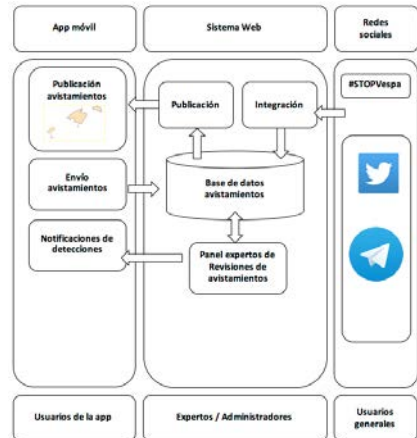 App móvil
Sistema Web
Redes
sociales
Publicación
avistamientos
Publicación
Integración
#STOPVespa
Envío
avistamientos
Base de datos
avistamientos
Notificaciones de
detecciones
Panel expertos de
Revisiones de
avistamientos
Usuarios de la app
Expertos / Administradores
Usuarios
generales